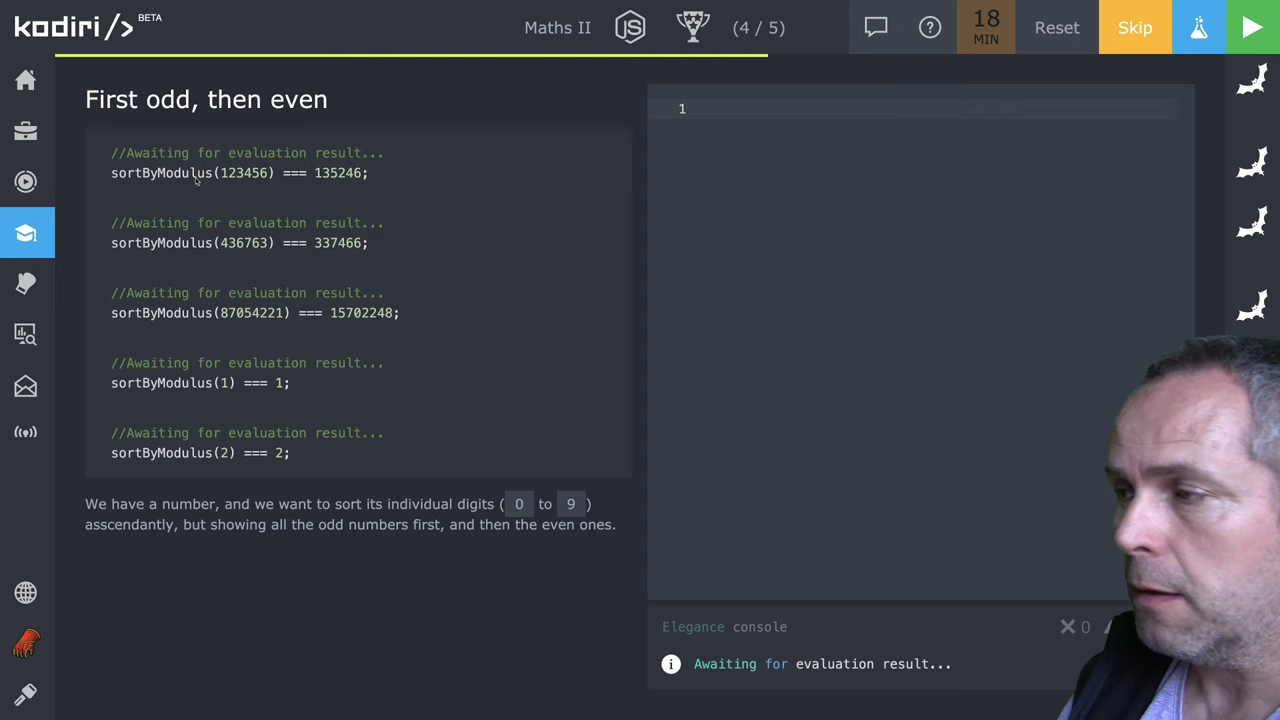 kodiri /> BETA
Maths II JS (4 / 5)
? 18 MIN Reset Skip
First odd, then even
//Awaiting for evaluation result...
sortByModulus(123456) === 135246;
//Awaiting for evaluation result...
sortByModulus(436763) === 337466;
//Awaiting for evaluation result...
sortByModulus(87054221) === 15702248;
//Awaiting for evaluation result...
sortByModulus(1) === 1;
//Awaiting for evaluation result...
sortByModulus(2) === 2;
We have a number, and we want to sort its individual digits ( 0 to 9 )
asscendantly, but showing all the odd numbers first, and then the even ones.
1
Elegance console
0
i Awaiting for evaluation result...